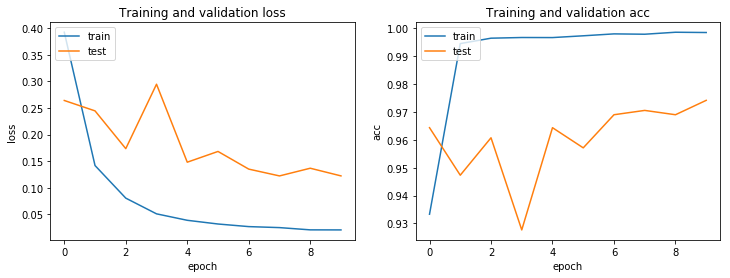 Training and validation loss
train
test
0.40
0.35
0.30
0.25
0.20
0.15
0.10
0.05
loss
0 2 4 6 8
epoch
Training and validation acc
train
test
1.00
0.99
0.98
0.97
0.96
0.95
0.94
0.93
acc
0 2 4 6 8
epoch